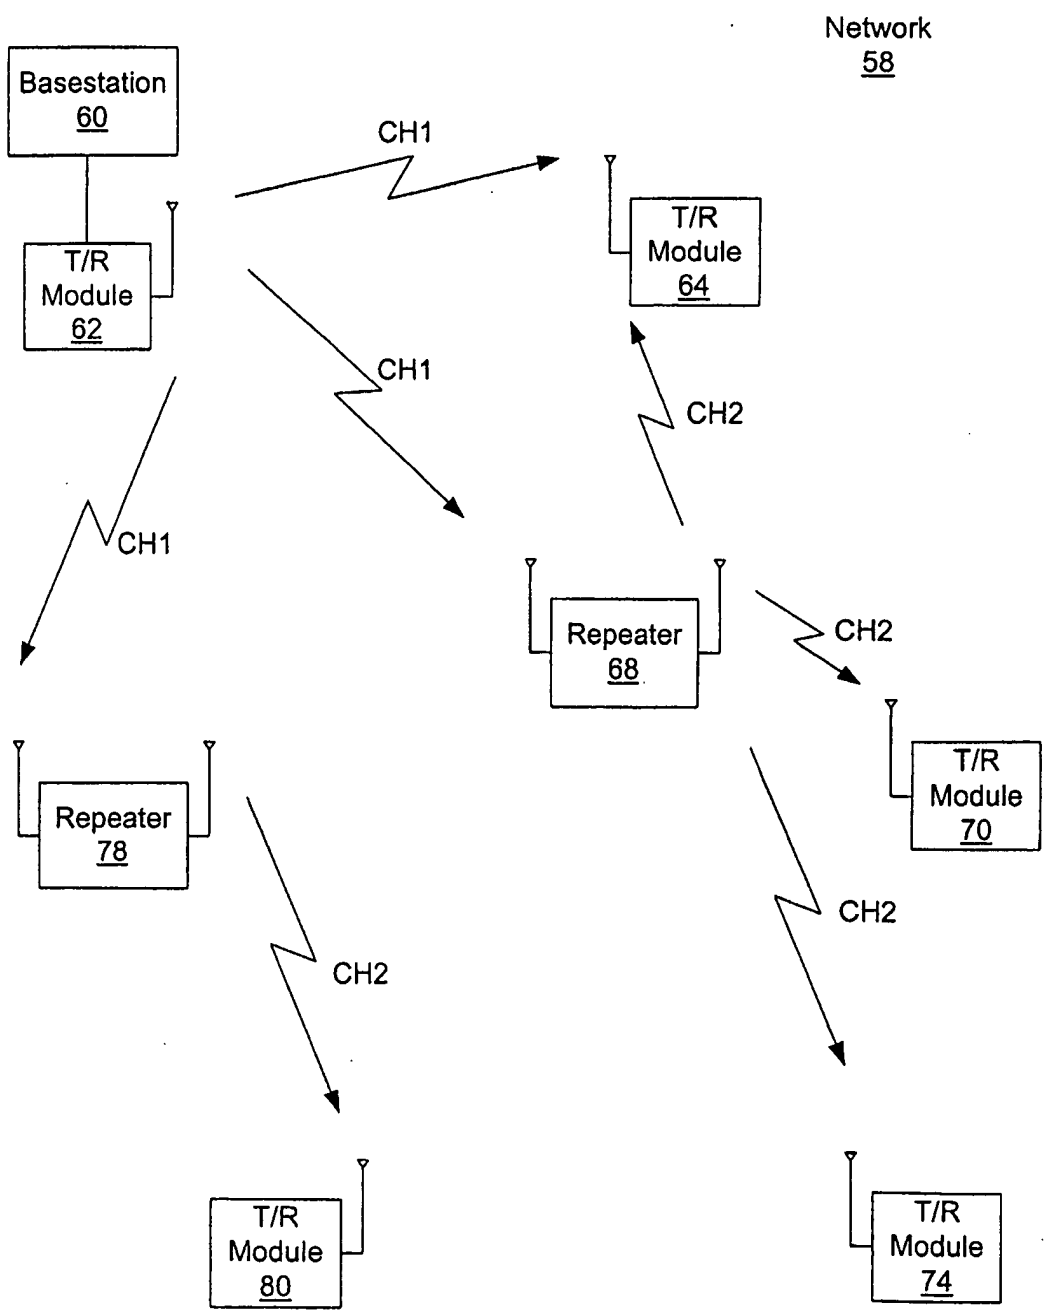 Network
58
Basestation
60
CH1
T/R
Module
64
T/R
Module
62
CH1
CH2
CH1
Repeater
68
CH2
T/R
Module
70
Repeater
78
CH2
CH2
T/R
Module
80
T/R
Module
74